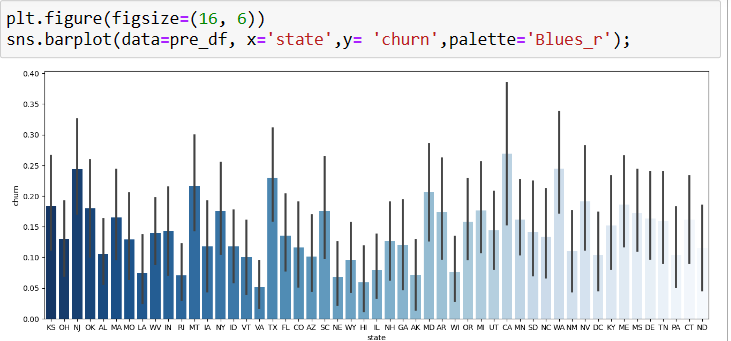 plt.figure(figsize=(16, 6))
sns.barplot(data=pre_df, x='state',y= 'churn',palette='Blues_r');
0.40
0.35
0.30
0.25
0.20
0.15
0.10
0.05
0.00
churn
KS OH NJ OK AL MA MO LA WV IN RI MT IA NY ID VT VA TX FL CO AZ SC NE WY HI IL NH GA AK MD AR WI OR MI UT CA MN SD NC WA NM NV DC KY ME MS DE TN PA CT ND
state